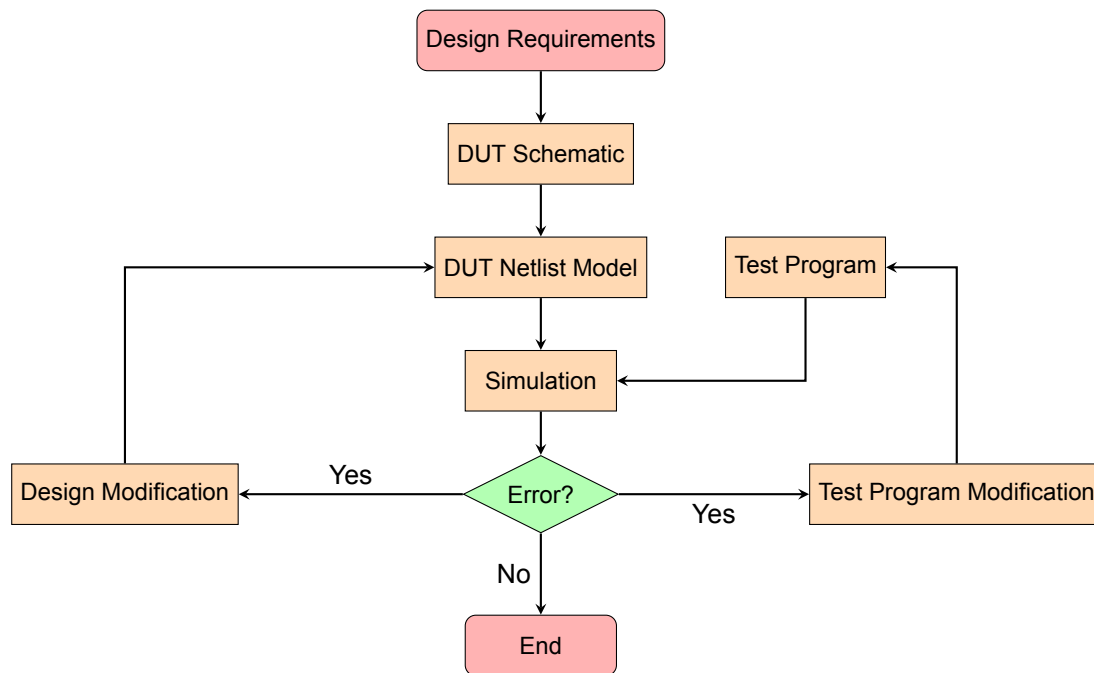 Design Requirements
DUT Schematic
DUT Netlist Model
Test Program
Simulation
Yes
Design Modification
Error?
Test Program Modification
Yes
No
End